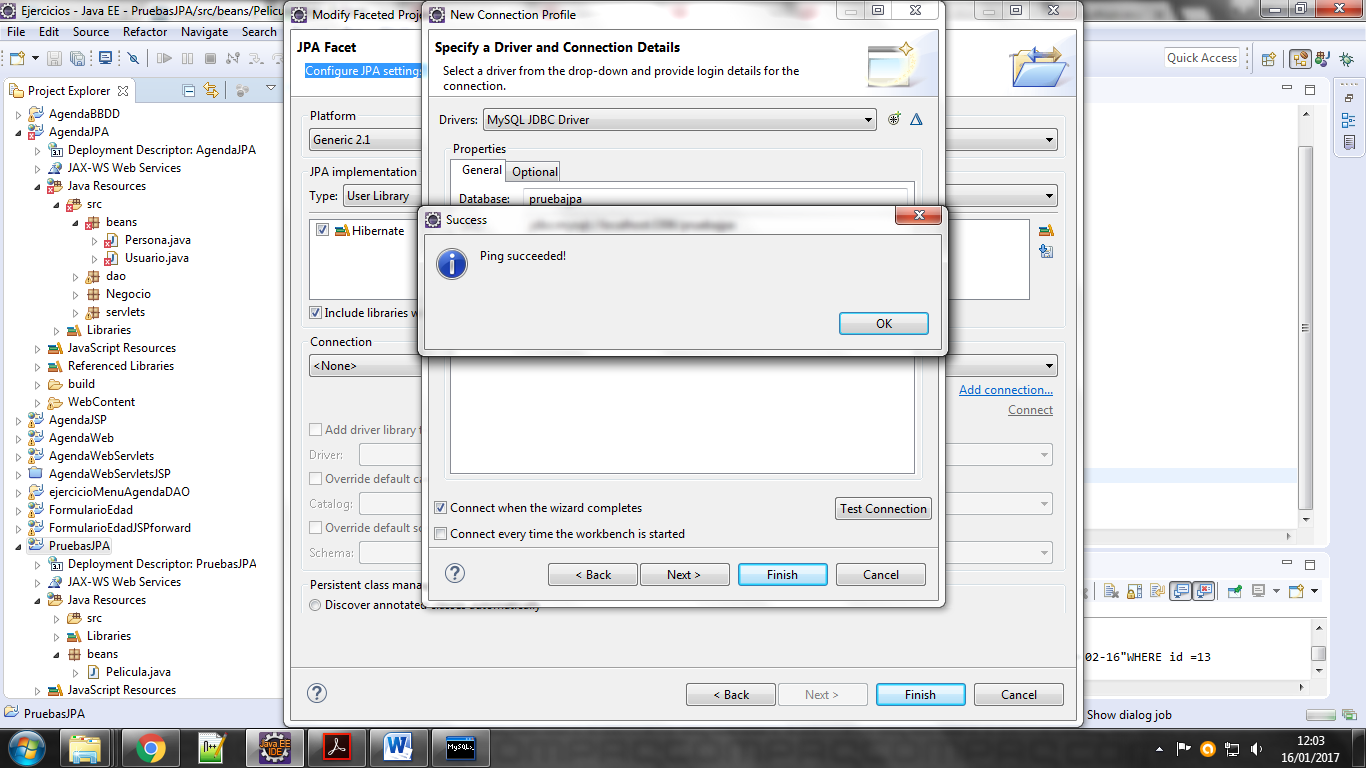 Ejercicios - Java EE - PruebasJPA/src/beans/Pelicu
File Edit Source Refactor Navigate Search
Quick Access
Project Explorer
AgendaBBDD
AgendaJPA
Deployment Descriptor: AgendaJPA
JAX-WS Web Services
Java Resources
src
beans
Persona.java
Usuario.java
dao
Negocio
servlets
Libraries
JavaScript Resources
Referenced Libraries
build
WebContent
AgendaJSP
AgendaWeb
AgendaWebServlets
AgendaWebServletsJSP
ejercicioMenuAgendaDAO
FormularioEdad
FormularioEdadJSPforward
PruebasJPA
Deployment Descriptor: PruebasJPA
JAX-WS Web Services
Java Resources
src
Libraries
beans
Pelicula.java
JavaScript Resources
PruebasJPA
Modify Faceted Proj
JPA Facet
Configure JPA settings
Platform
Generic 2.1
JPA implementation
Type: User Library
Hibernate
Include libraries w
Connection
<None>
Add connection...
Connect
Add driver library t
Driver:
Override default ca
Catalog:
Override default sc
Schema:
Persistent class mana
Discover annotated classes automatically
< Back Next > Finish Cancel
New Connection Profile
Specify a Driver and Connection Details
Select a driver from the drop-down and provide login details for the
connection.
Drivers: MySQL JDBC Driver
Properties
General Optional
Database: pruebajpa
Success
Ping succeeded!
OK
Connect when the wizard completes
Test Connection
Connect every time the workbench is started
< Back Next > Finish Cancel
02-16"WHERE id =13
Show dialog job
Java EE
IDE
MySQL
12:03
16/01/2017